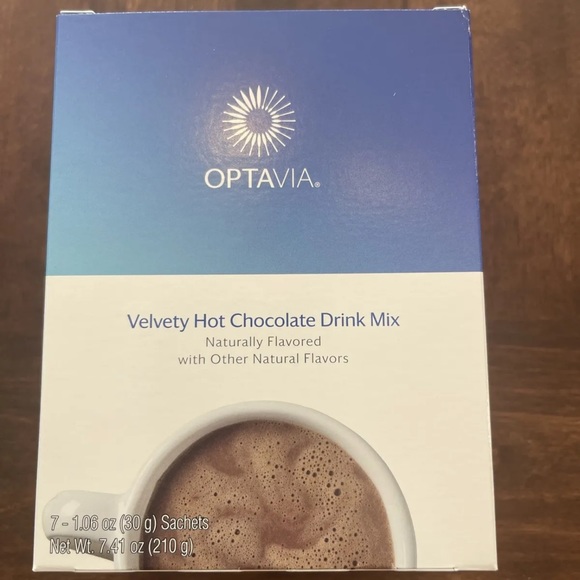 OPTAVIA®
Velvety Hot Chocolate Drink Mix
Naturally Flavored
with Other Natural Flavors
7 - 1.06 oz (30 g) Sachets
Net Wt. 7.41 oz (210 g)